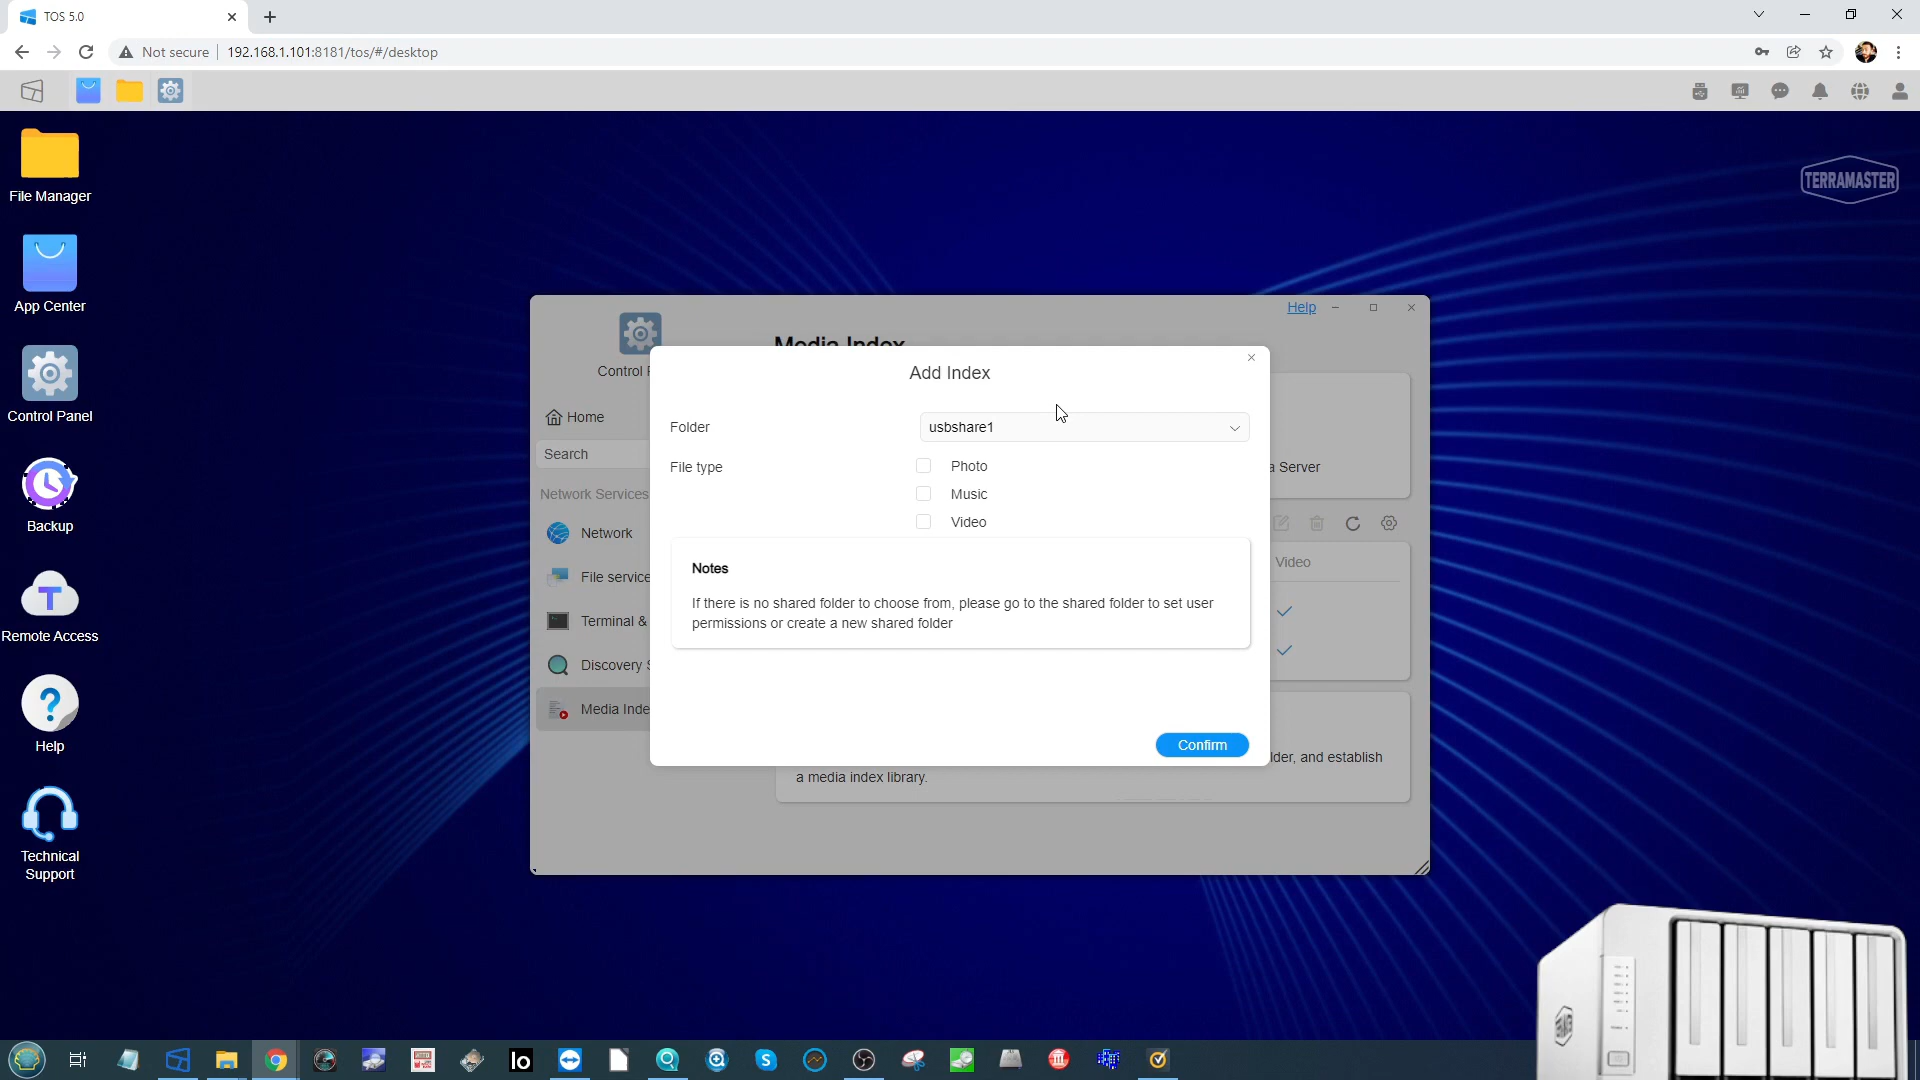 TOS 5.0
Not secure
192.168.1.101:8181/tos/#/desktop
File Manager
App Center
Control Panel
Backup
Remote Access
Help
Technical
Support
TERRAMASTER
Help
Media Index
Control
Home
Search
Network Services
Network
File service
Terminal &
Discovery
Media Inde
Add Index
Folder
usbshare1
File type
Photo
Music
Video
Notes
If there is no shared folder to choose from, please go to the shared folder to set user
permissions or create a new shared folder
Confirm
a Server
Video
lder, and establish
a media index library.
lo